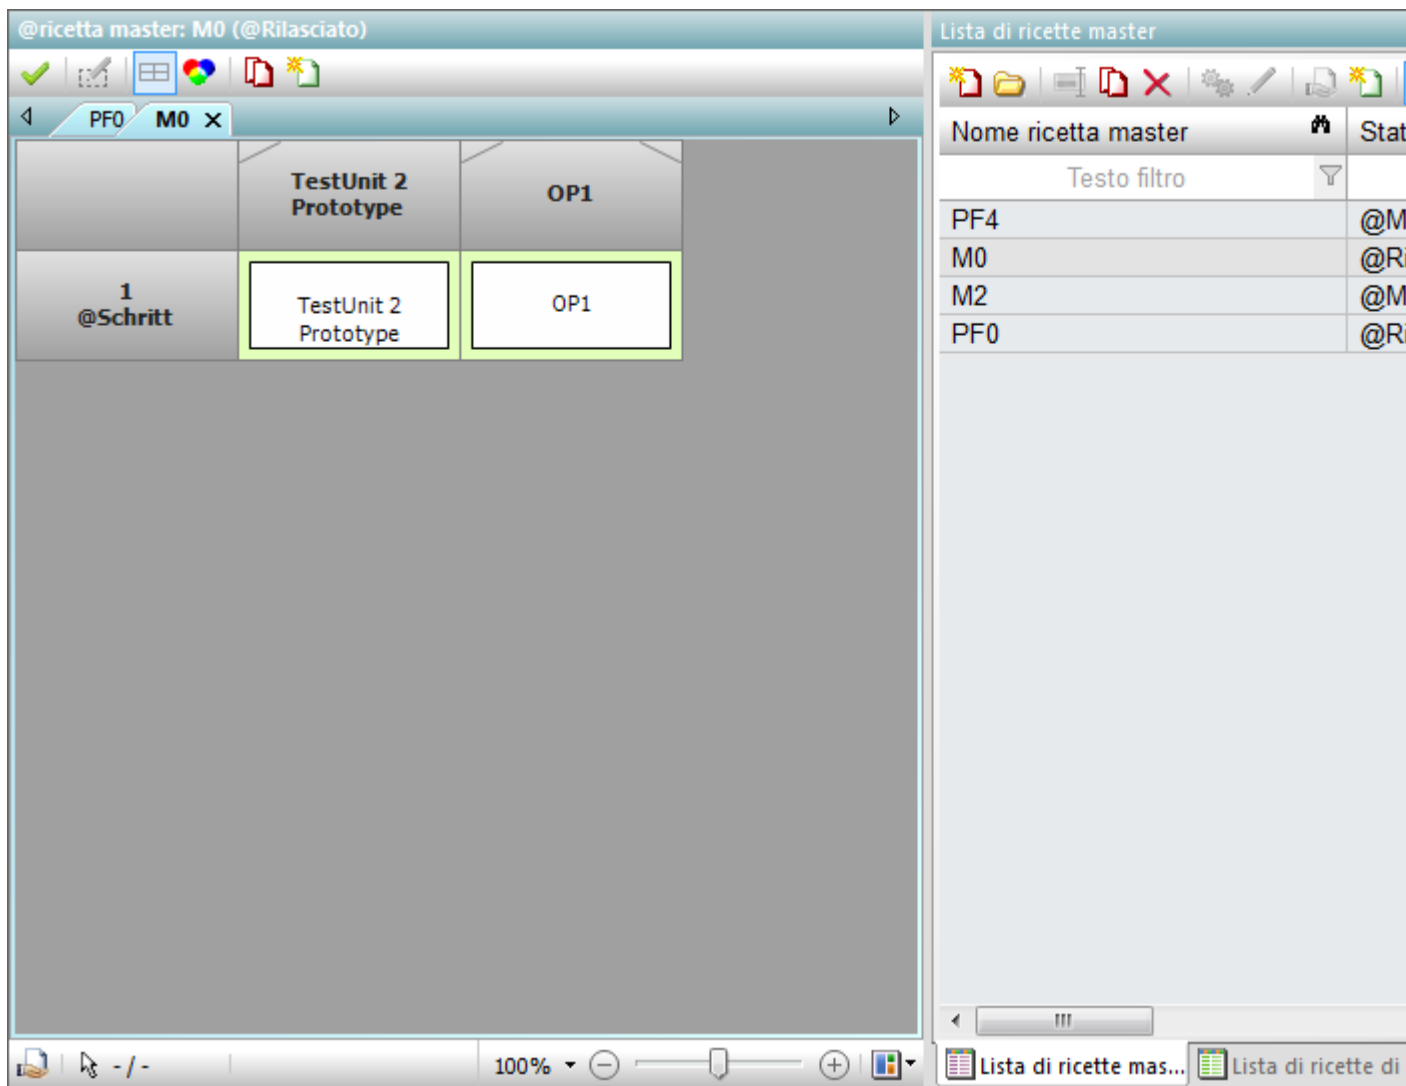 @ricetta master: M0 (@Rilasciato)
PF0
M0
TestUnit 2
Prototype
OP1
1
@Schritt
TestUnit 2
Prototype
OP1
100%
- / -
Lista di ricette master
Nome ricetta master
Stat
Testo filtro
PF4
@M
M0
@Ri
M2
@M
PF0
@Ri
Lista di ricette mas...
Lista di ricette di